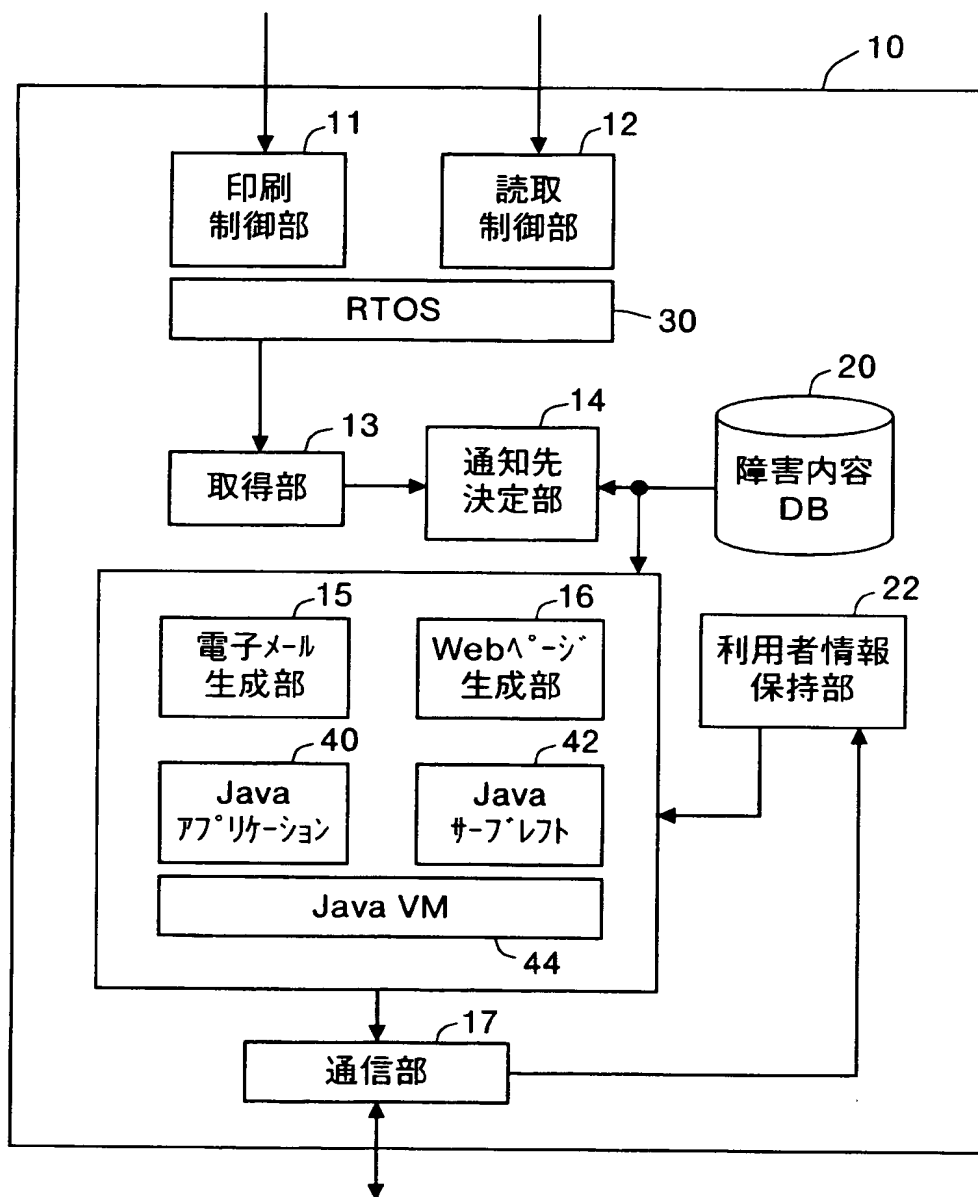 10
11
印刷
制御部
12
読取
制御部
RTOS
30
13
取得部
14
通知先
決定部
20
障害内容
DB
15
電子ﾒｰﾙ
生成部
16
Webﾍﾟｰｼﾞ
生成部
22
利用者情報
保持部
40
Java
ｱﾌﾟﾘｹｰｼｮﾝ
42
Java
ｻｰﾌﾞﾚﾌﾄ
Java VM
44
17
通信部